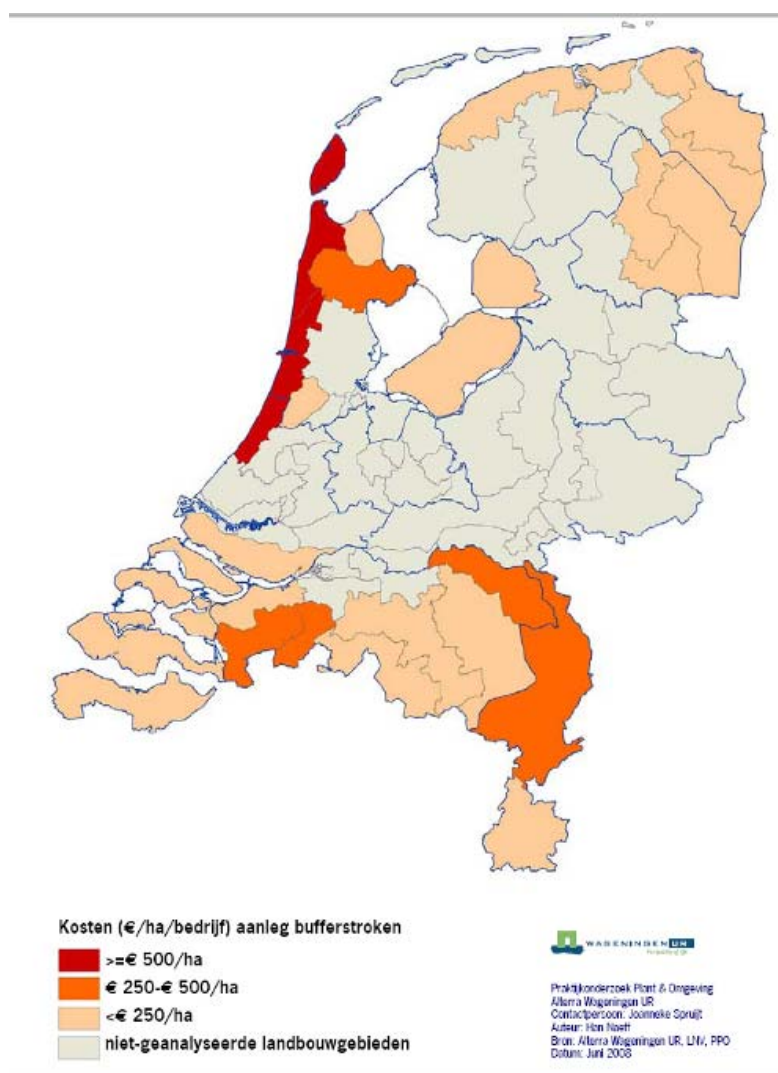 Kosten (€/ha/bedrijf) aanleg bufferstroken
>=€ 500/ha
€ 250-€ 500/ha
<€ 250/ha
niet-geanalyseerde landbouwgebieden
WAGENINGEN UR
Praktijkonderzoek Plant & Omgeving
Alterra Wageningen UR
Contactpersoon: Joanneke Spruijt
Auteur: Han Naeff
Bron: Alterra Wageningen UR, LNV, PPO
Datum: Juni 2008